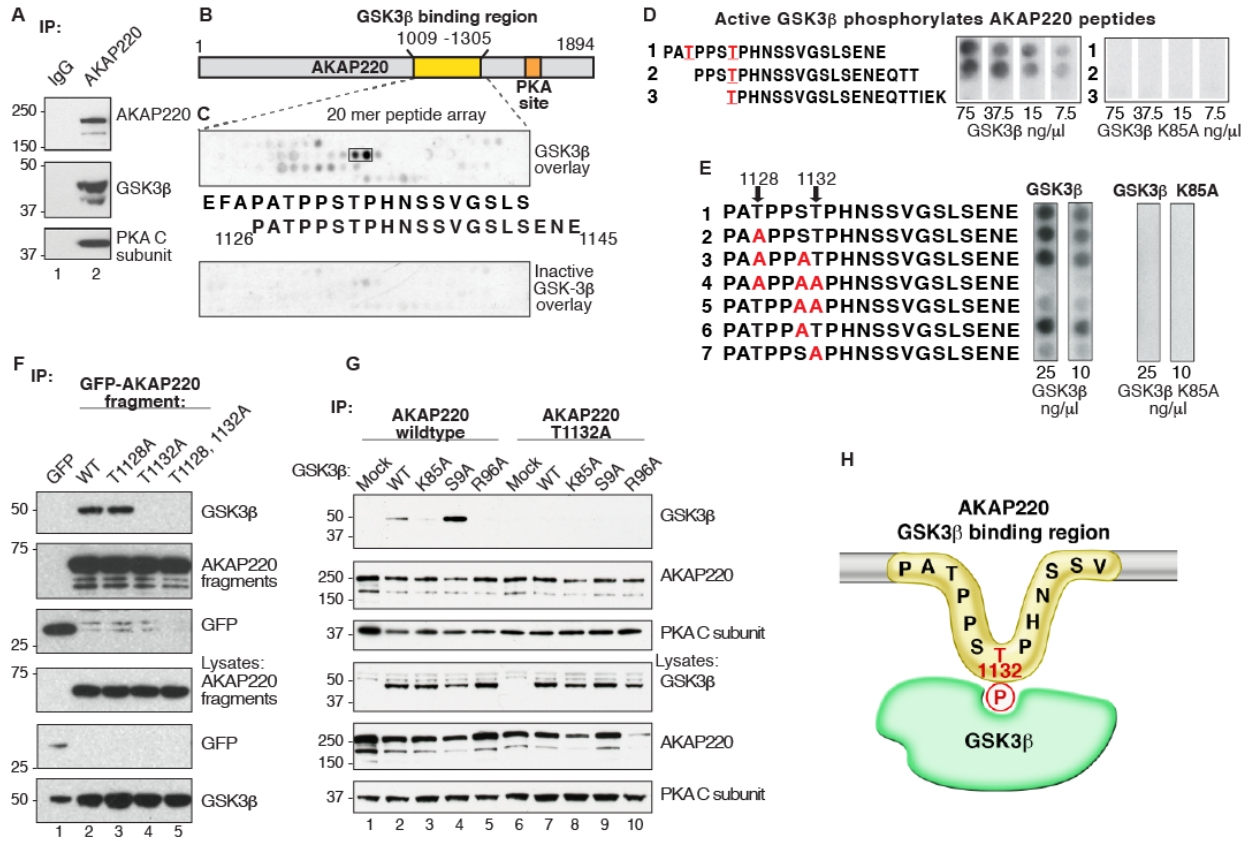 A
IP:
IgG
AKAP220
250
AKAP220
150
50
GSK3β
37
37
PKA C
subunit
1 2
B
GSK3β binding region
1
1009 -1305
1894
AKAP220
PKA
site
C
20 mer peptide array
GSK3β
overlay
EFAPATPPSTPHNSSVGSLS
PATPPSTPHNSSVGSLSENE
1126
1145
Inactive
GSK-3β
overlay
D
Active GSK3β phosphorylates AKAP220 peptides
1 PATPPSTPHNSSVGSLSENE
2 PPSTPHNSSVGSLSENEQTT
3 TPHNSSVGSLSENEQTTIEK
1
2
3
75 37.5 15 7.5
GSK3β ng/μl
75 37.5 15 7.5
GSK3β K85A ng/μl
E
1128 1132
GSK3β
GSK3β K85A
1 PATPPSTPHNSSVGSLSENE
2 PAAPPSTPHNSSVGSLSENE
3 PAAPPATPHNSSVGSLSENE
4 PAAPPAAPHNSSVGSLSENE
5 PATPPAAPHNSSVGSLSENE
6 PATPPATPHNSSVGSLSENE
7 PATPPSAPHNSSVGSLSENE
25 10
GSK3β
ng/μl
25 10
GSK3β K85A
ng/μl
F
IP:
GFP-AKAP220
fragment:
GFP
WT
T1128A
T1132A
T1128, 1132A
50
GSK3β
75
AKAP220
fragments
GFP
25
Lysates:
75
AKAP220
fragments
GFP
25
50
GSK3β
1 2 3 4 5
G
IP:
AKAP220
wildtype
AKAP220
T1132A
GSK3β:
Mock WT K85A S9A R96A Mock WT K85A S9A R96A
50
GSK3β
37
250
AKAP220
150
37
PKA C subunit
Lysates:
50
GSK3β
37
250
AKAP220
150
37
PKA C subunit
1 2 3 4 5 6 7 8 9 10
H
AKAP220
GSK3β binding region
P A T P P S T P H N S S V
1132
P
GSK3β